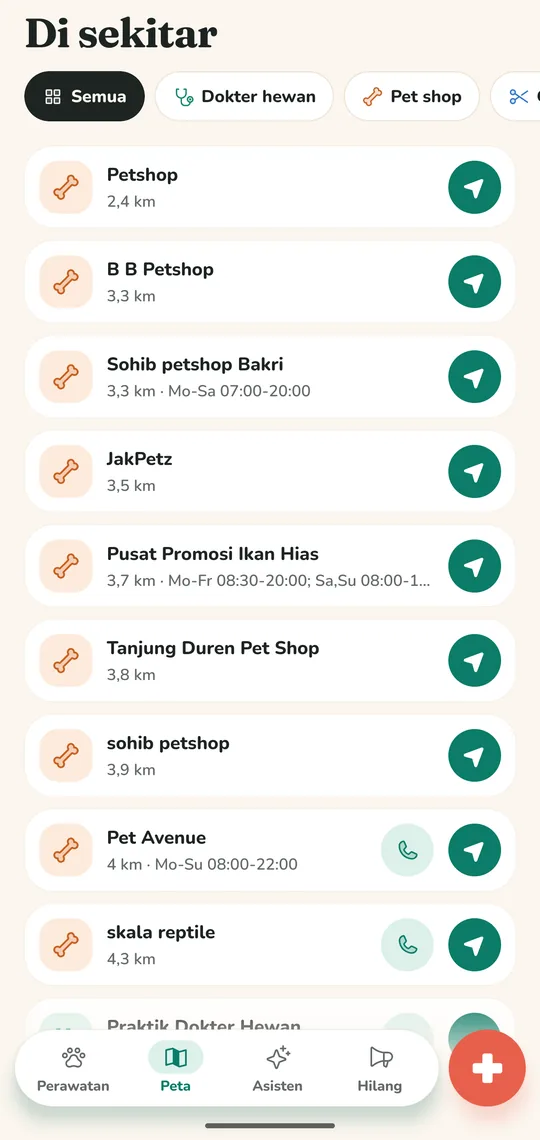 Di sekitar
Semua
Dokter hewan
Pet shop
Petshop
2,4 km
B B Petshop
3,3 km
Sohib petshop Bakri
3,3 km · Mo-Sa 07:00-20:00
JakPetz
3,5 km
Pusat Promosi Ikan Hias
3,7 km · Mo-Fr 08:30-20:00; Sa,Su 08:00-1...
Tanjung Duren Pet Shop
3,8 km
sohib petshop
3,9 km
Pet Avenue
4 km · Mo-Su 08:00-22:00
skala reptile
4,3 km
Praktik Dokter Hewan
Perawatan
Peta
Asisten
Hilang